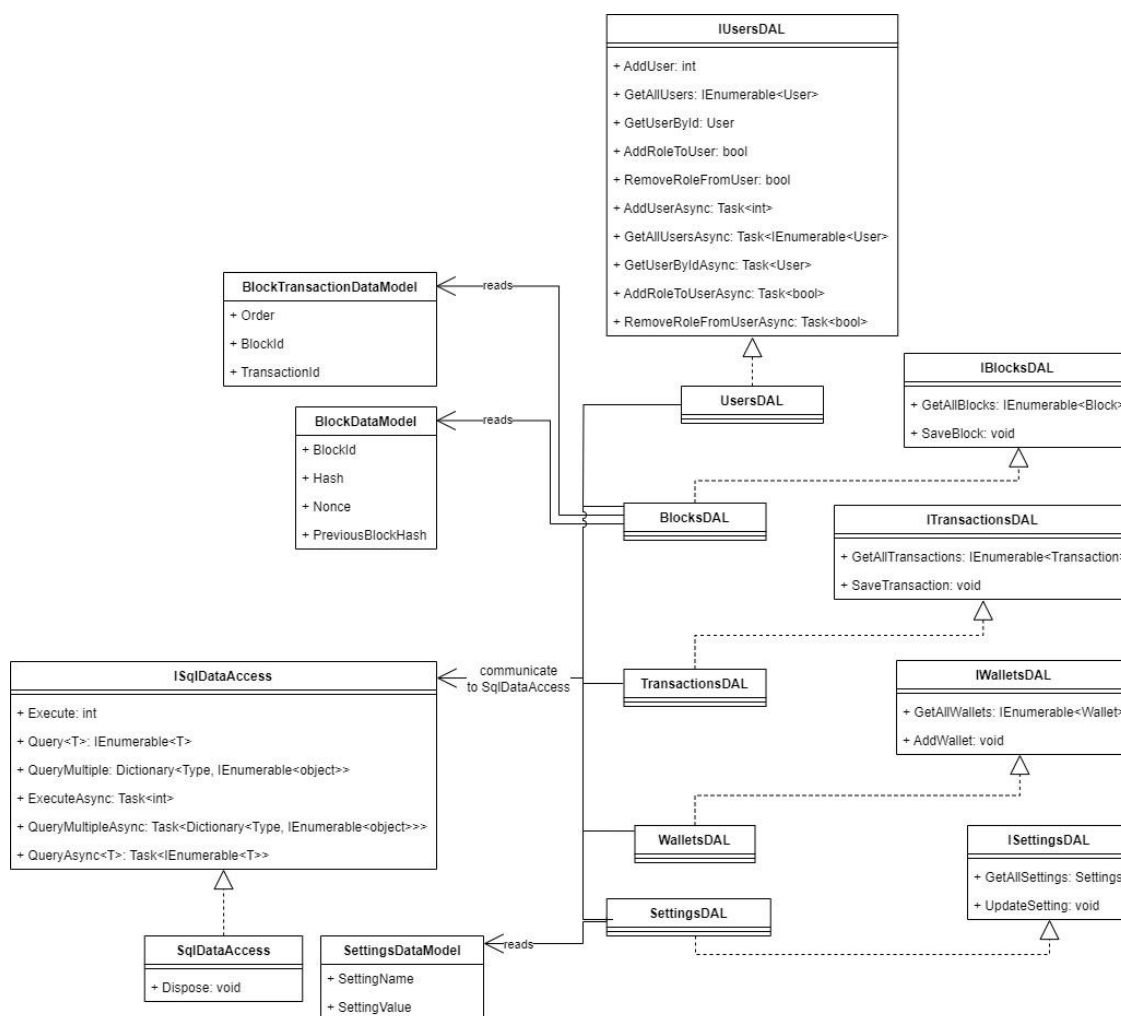 IUsersDAL
+ AddUser: int
+ GetAllUsers: IEnumerable<User>
+ GetUserById: User
+ AddRoleToUser: bool
+ RemoveRoleFromUser: bool
+ AddUserAsync: Task<int>
+ GetAllUsersAsync: Task<IEnumerable<User>
+ GetUserByIdAsync: Task<User>
+ AddRoleToUserAsync: Task<bool>
+ RemoveRoleFromUserAsync: Task<bool>
BlockTransactionDataModel
+ Order
+ BlockId
+ TransactionId
reads
UsersDAL
IBlocksDAL
+ GetAllBlocks: IEnumerable<Block>
+ SaveBlock: void
BlockDataModel
+ BlockId
+ Hash
+ Nonce
+ PreviousBlockHash
reads
BlocksDAL
ITransactionsDAL
+ GetAllTransactions: IEnumerable<Transaction>
+ SaveTransaction: void
ISqlDataAccess
+ Execute: int
+ Query<T>: IEnumerable<T>
+ QueryMultiple: Dictionary<Type, IEnumerable<object>>
+ ExecuteAsync: Task<int>
+ QueryMultipleAsync: Task<Dictionary<Type, IEnumerable<object>>>
+ QueryAsync<T>: Task<IEnumerable<T>>
communicate
to SqlDataAccess
TransactionsDAL
IWalletsDAL
+ GetAllWallets: IEnumerable<Wallet>
+ AddWallet: void
WalletsDAL
ISettingsDAL
+ GetAllSettings: Settings
+ UpdateSetting: void
SettingsDAL
SqlDataAccess
+ Dispose: void
SettingsDataModel
+ SettingName
+ SettingValue
reads